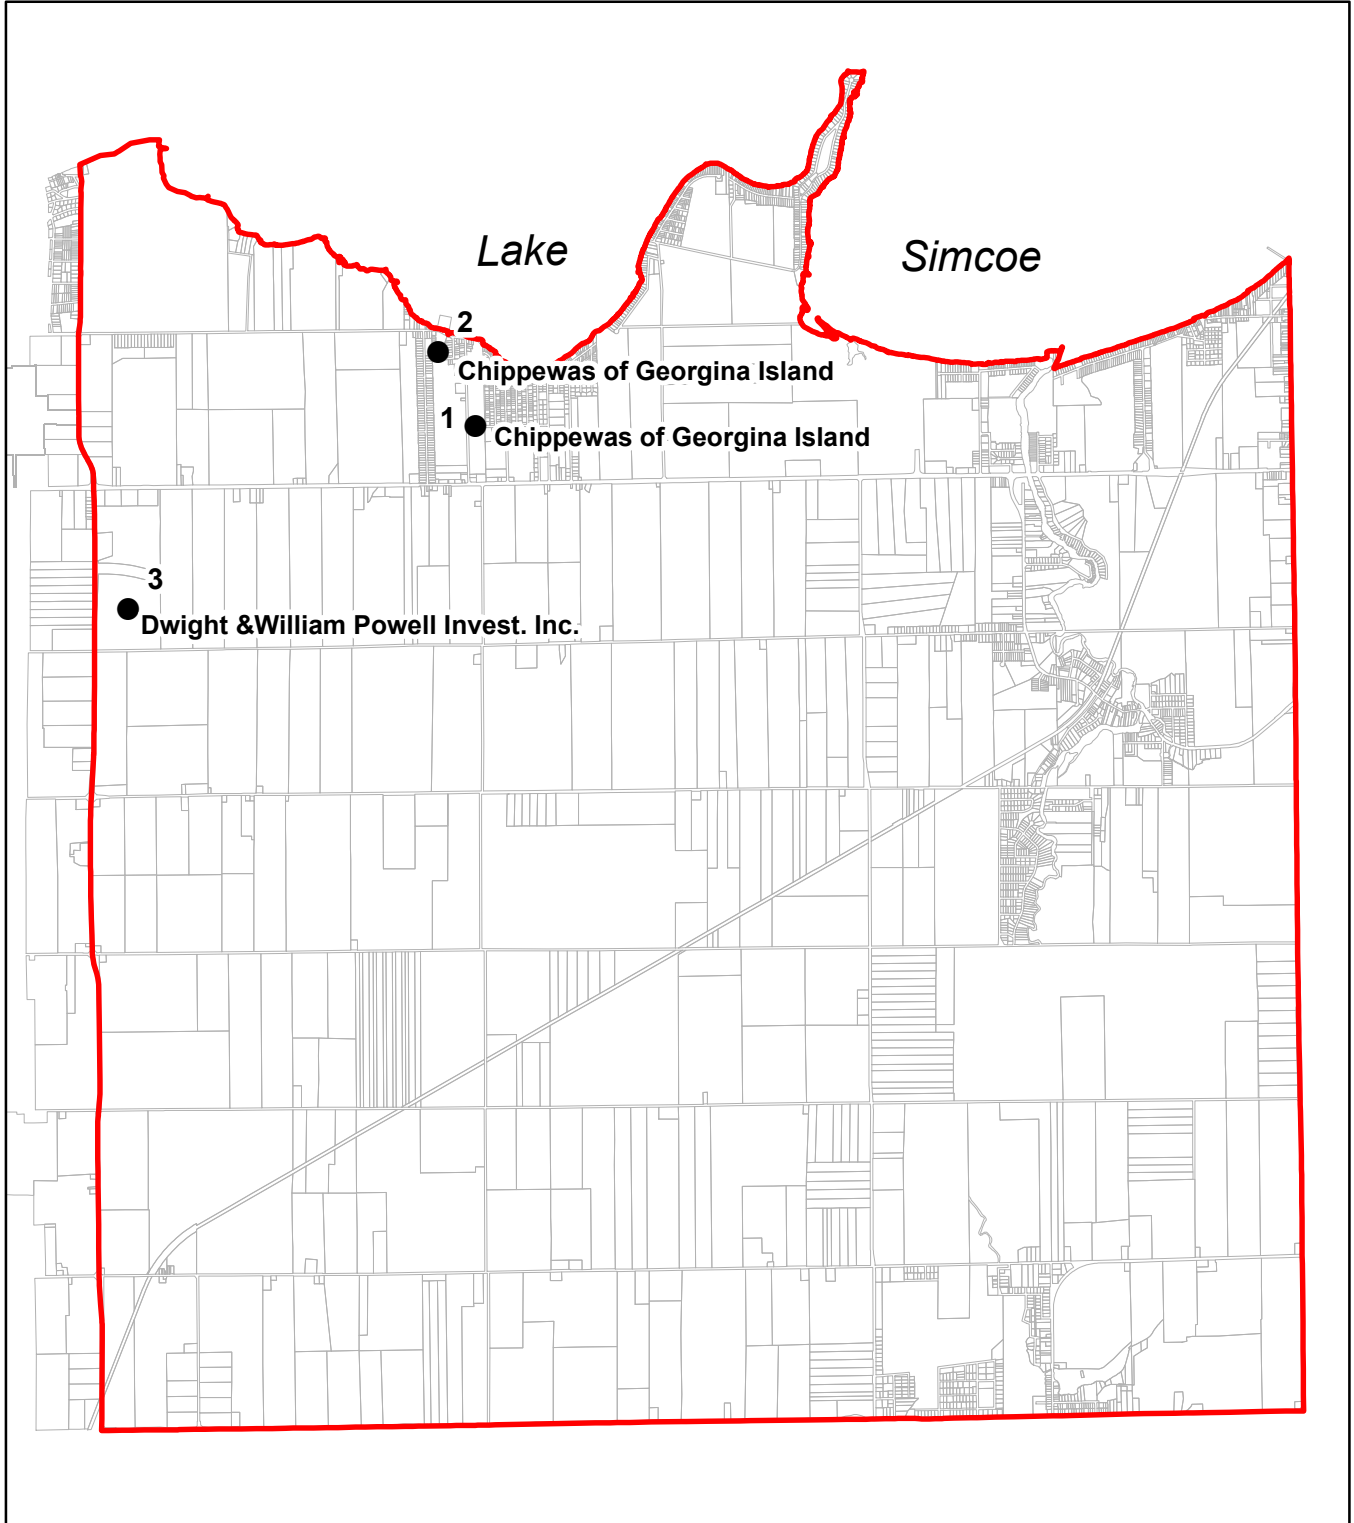 Lake
Simcoe
2
Chippewas of Georgina Island
1
Chippewas of Georgina Island
3
Dwight &William Powell Invest. Inc.